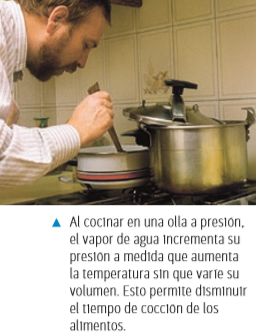 ▲ Al cocinar en una olla a presión,
el vapor de agua incrementa su
presión a medida que aumenta
la temperatura sin que varíe su
volumen. Esto permite disminuir
el tiempo de cocción de los
alimentos.